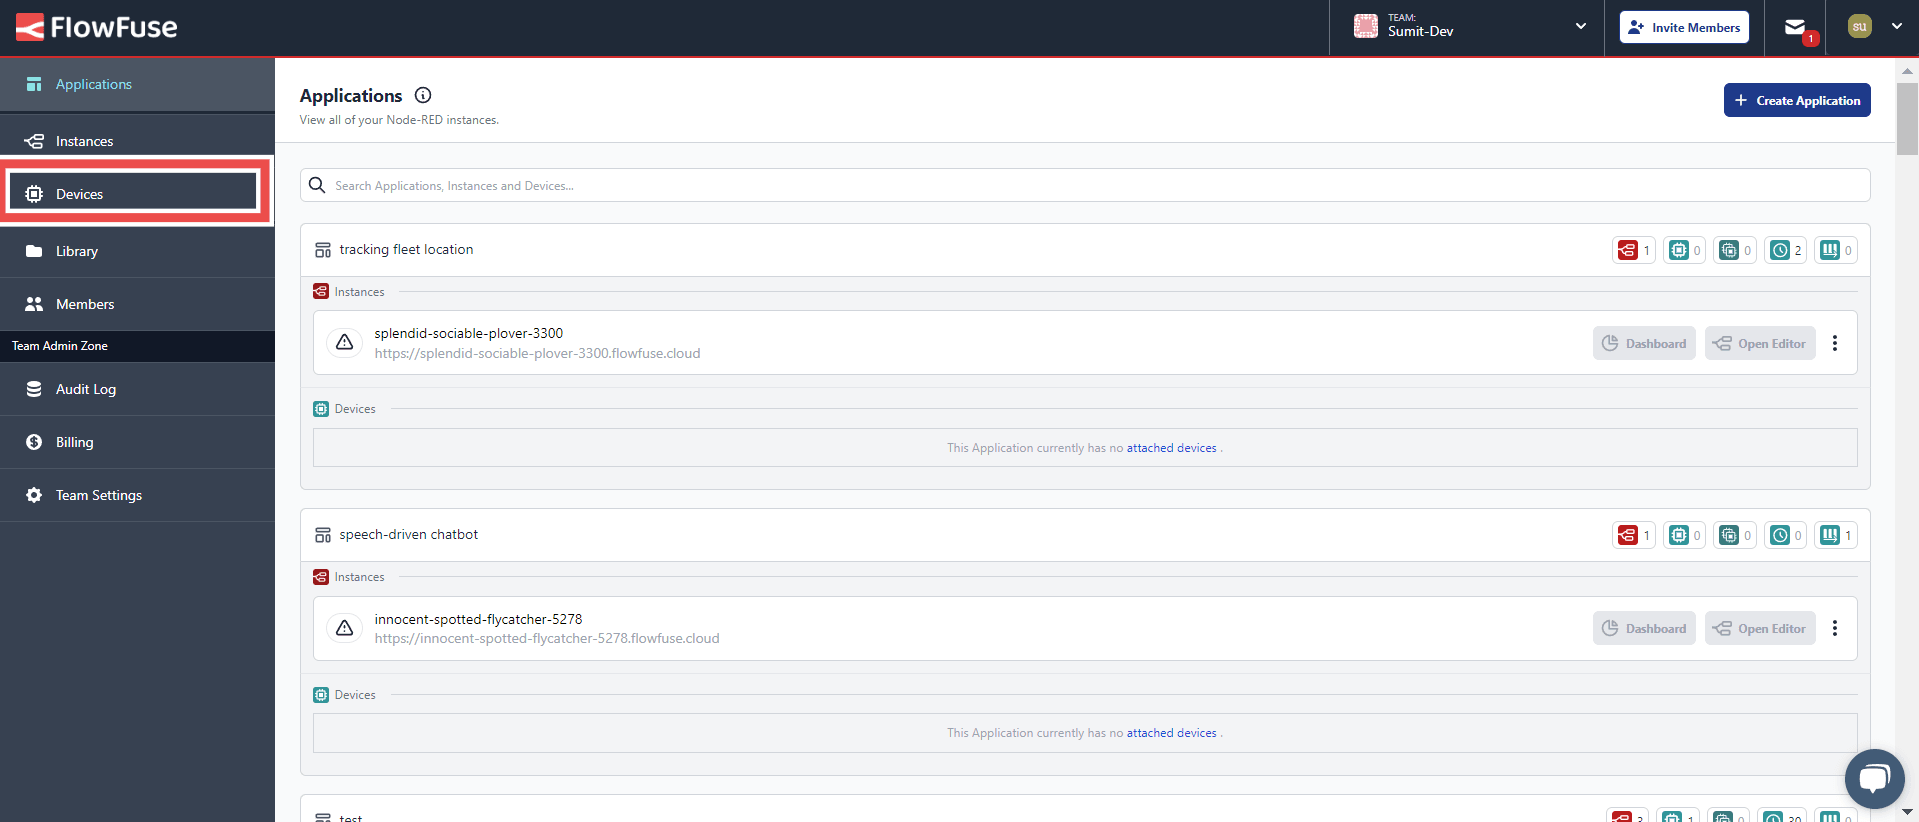 FlowFuse
TEAM:
Sumit-Dev
Invite Members
1
su
Applications
Instances
Devices
Library
Members
Team Admin Zone
Audit Log
Billing
Team Settings
Applications
View all of your Node-RED instances.
Create Application
Search Applications, Instances and Devices...
tracking fleet location
1 0 0 2 0
Instances
splendid-sociable-plover-3300
https://splendid-sociable-plover-3300.flowfuse.cloud
Dashboard
Open Editor
Devices
This Application currently has no attached devices .
speech-driven chatbot
1 0 0 0 1
Instances
innocent-spotted-flycatcher-5278
https://innocent-spotted-flycatcher-5278.flowfuse.cloud
Dashboard
Open Editor
Devices
This Application currently has no attached devices .
test
3 1 0 30 0